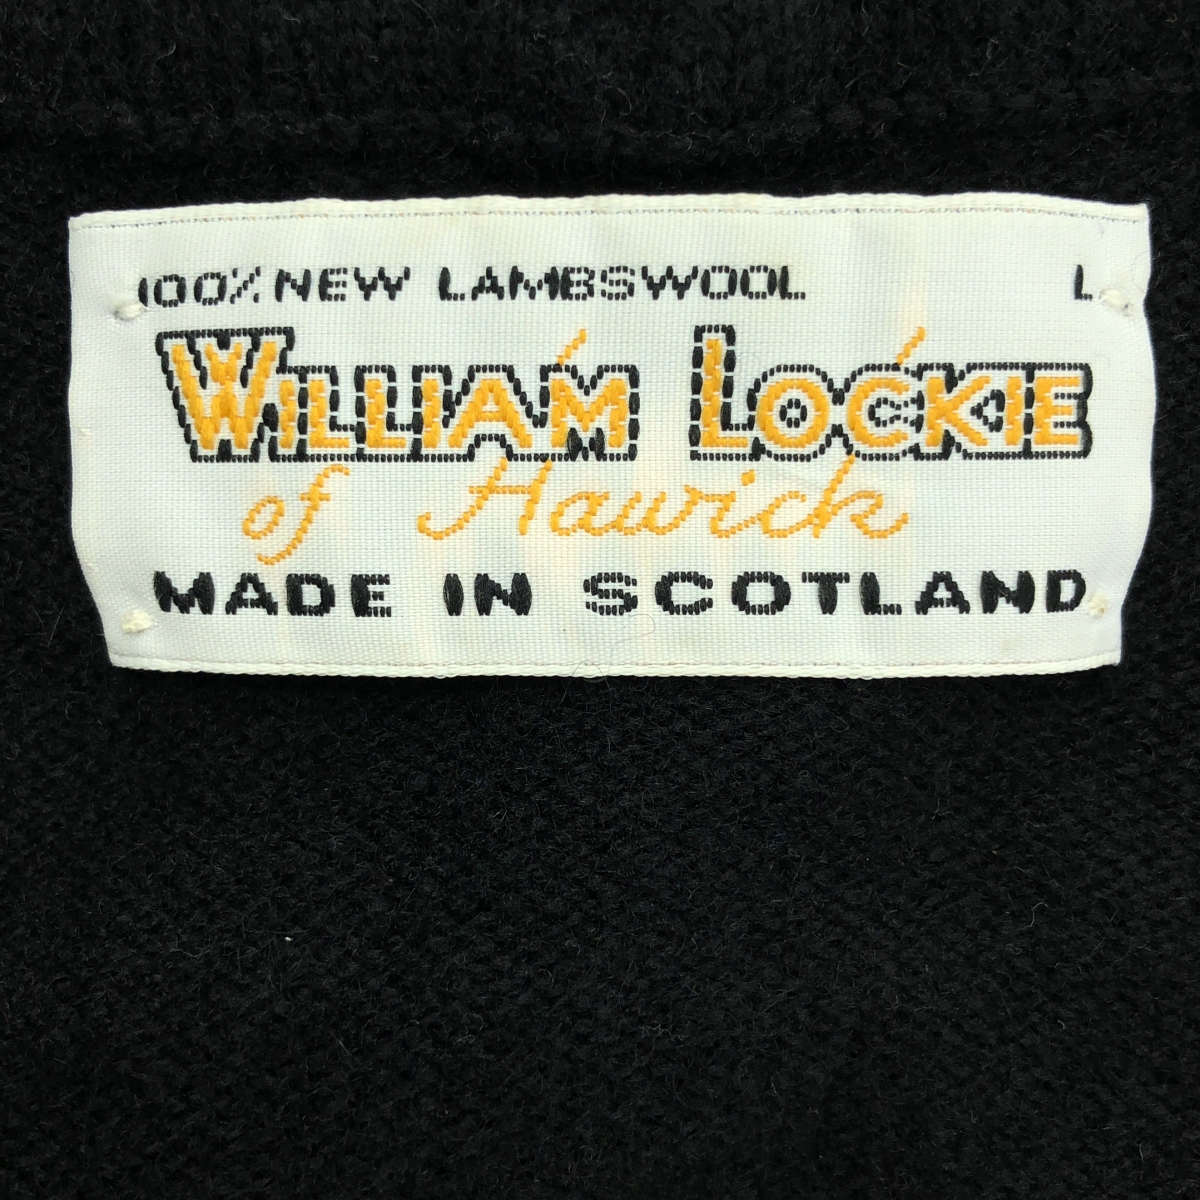 100% NEW LAMBSWOOL L
WILLIAM LOCKIE
of Hawick
MADE IN SCOTLAND